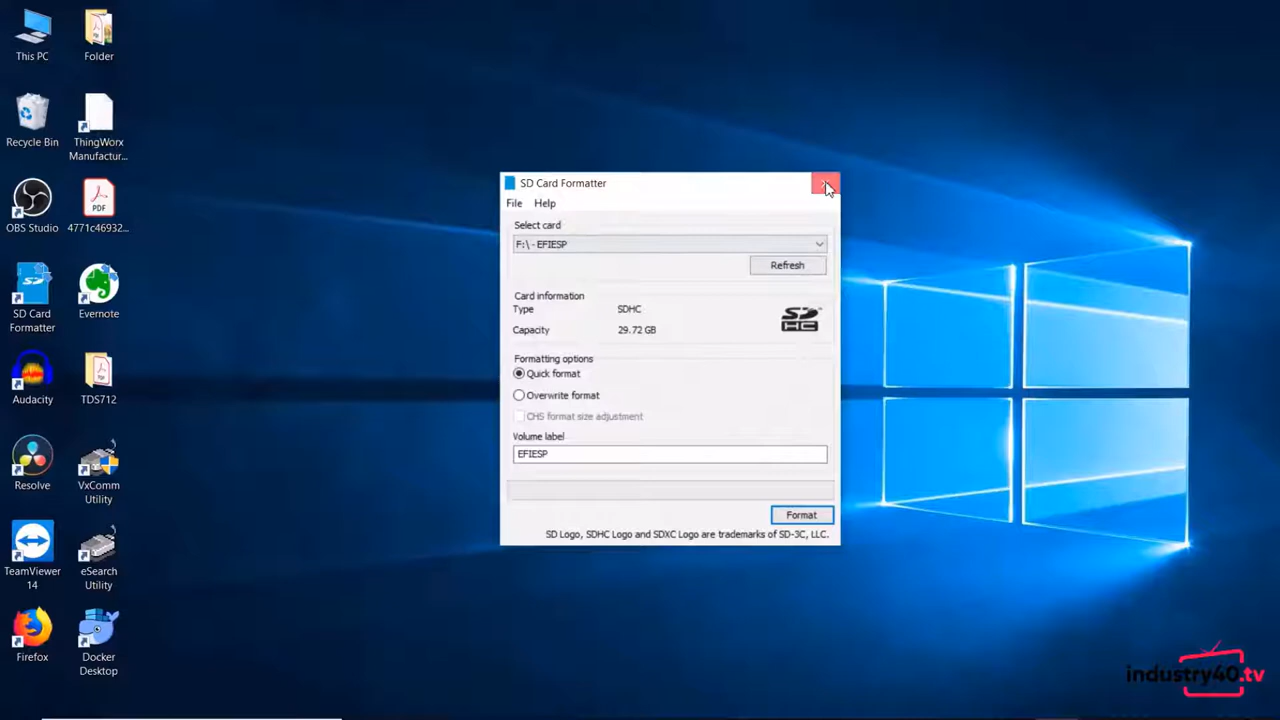 This PC
Folder
Recycle Bin
ThingWorx
Manufactur...
OBS Studio
PDF
4771c46932...
SD Card
Formatter
Evernote
Audacity
TDS712
Resolve
VxComm
Utility
TeamViewer
14
eSearch
Utility
Firefox
Docker
Desktop
SD Card Formatter
File Help
Select card
F:\ - EFIESP
Refresh
Card information
Type SDHC
Capacity 29.72 GB
SD
HC
Formatting options
Quick format
Overwrite format
CHS format size adjustment
Volume label
EFIESP
Format
SD Logo, SDHC Logo and SDXC Logo are trademarks of SD-3C, LLC.
industry40.tv